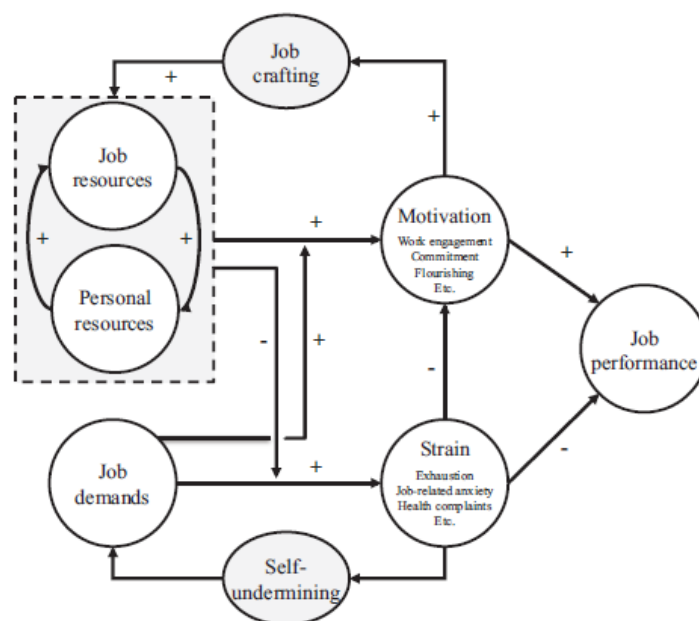 Job
crafting
+
+
Job
resources
+
+
Personal
resources
+
-
+
Motivation
Work engagement
Commitment
Flourishing
Etc.
+
Job
performance
-
-
Job
demands
+
Strain
Exhaustion
Job-related anxiety
Health complaints
Etc.
Self-
undermining